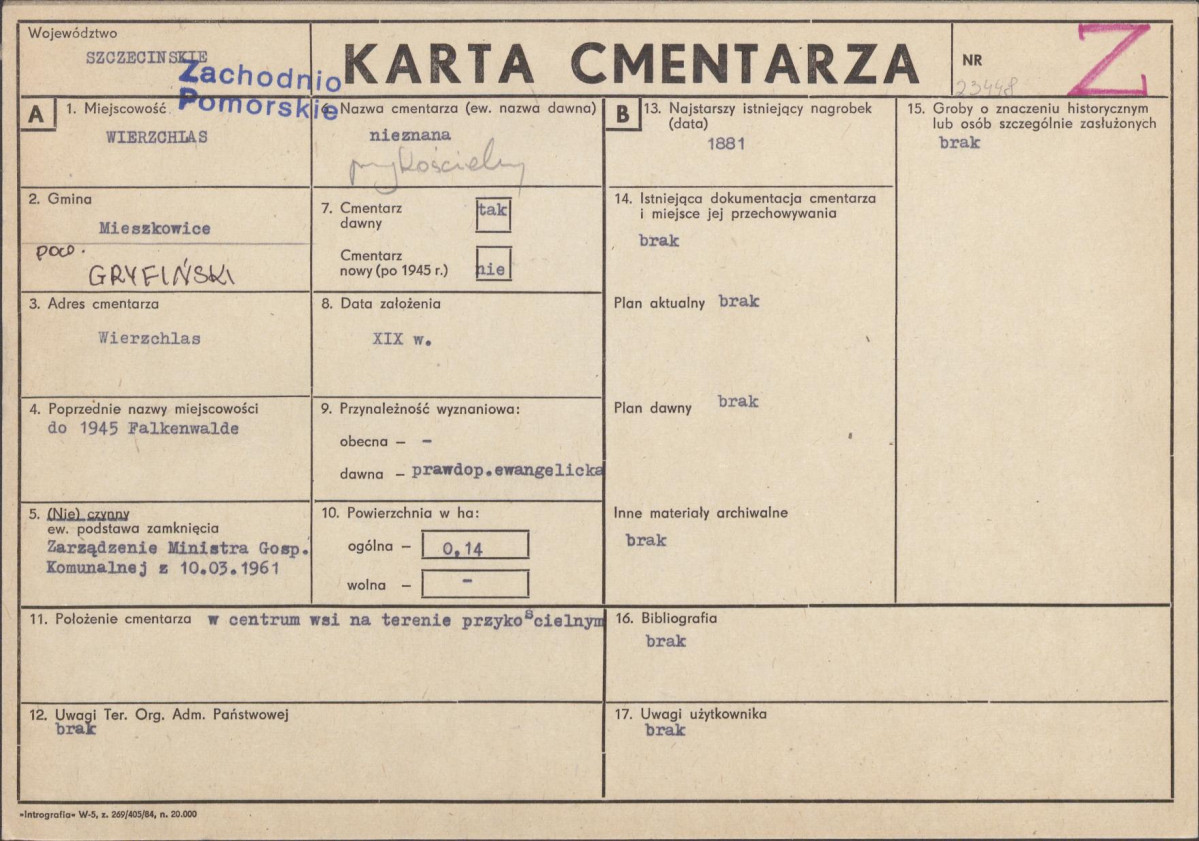 Województwo
SZCZECINSKIE
Zachodnio
Pomorskie
KARTA CMENTARZA
NR
23448
Z
A
1. Miejscowość
WIERZCHLAS
2. Gmina
Mieszkowice
pow.
GRYFIŃSKI
3. Adres cmentarza
Wierzchlas
4. Poprzednie nazwy miejscowości
do 1945 Falkenwalde
5. (Nie) czynny
ew. podstawa zamknięcia
Zarządzenie Ministra Gosp.
Komunalnej z 10.03.1961
6. Nazwa cmentarza (ew. nazwa dawna)
nieznana
przykościelny
7. Cmentarz
dawny
tak
Cmentarz
nowy (po 1945 r.)
nie
8. Data założenia
XIX w.
9. Przynależność wyznaniowa:
obecna – -
dawna – prawdop.ewangelicka
10. Powierzchnia w ha:
ogólna – 0,14
wolna – -
11. Położenie cmentarza w centrum wsi na terenie przykościelnym
12. Uwagi Ter. Org. Adm. Państwowej
brak
B
13. Najstarszy istniejący nagrobek
(data)
1881
14. Istniejąca dokumentacja cmentarza
i miejsce jej przechowywania
brak
Plan aktualny brak
Plan dawny brak
Inne materiały archiwalne
brak
15. Groby o znaczeniu historycznym
lub osób szczególnie zasłużonych
brak
16. Bibliografia
brak
17. Uwagi użytkownika
brak
»Intrografia« W-5, z. 269/405/84, n. 20.000